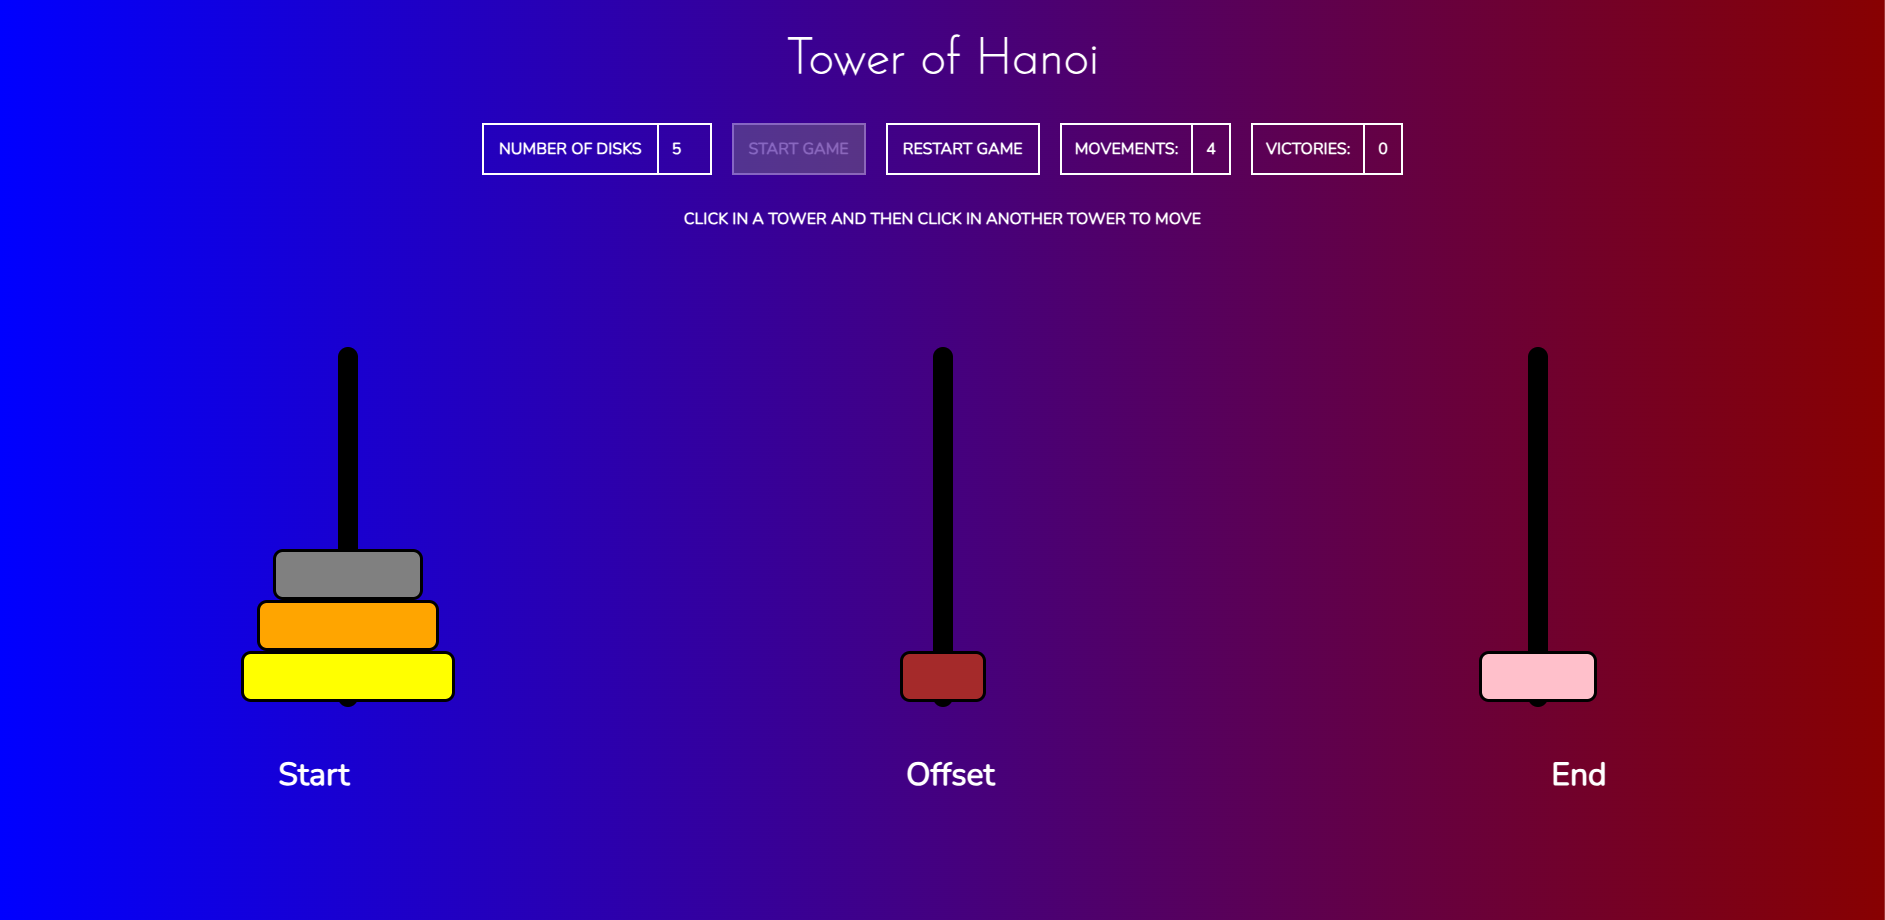 Tower of Hanoi
NUMBER OF DISKS 5 START GAME RESTART GAME MOVEMENTS: 4 VICTORIES: 0
CLICK IN A TOWER AND THEN CLICK IN ANOTHER TOWER TO MOVE
Start Offset End